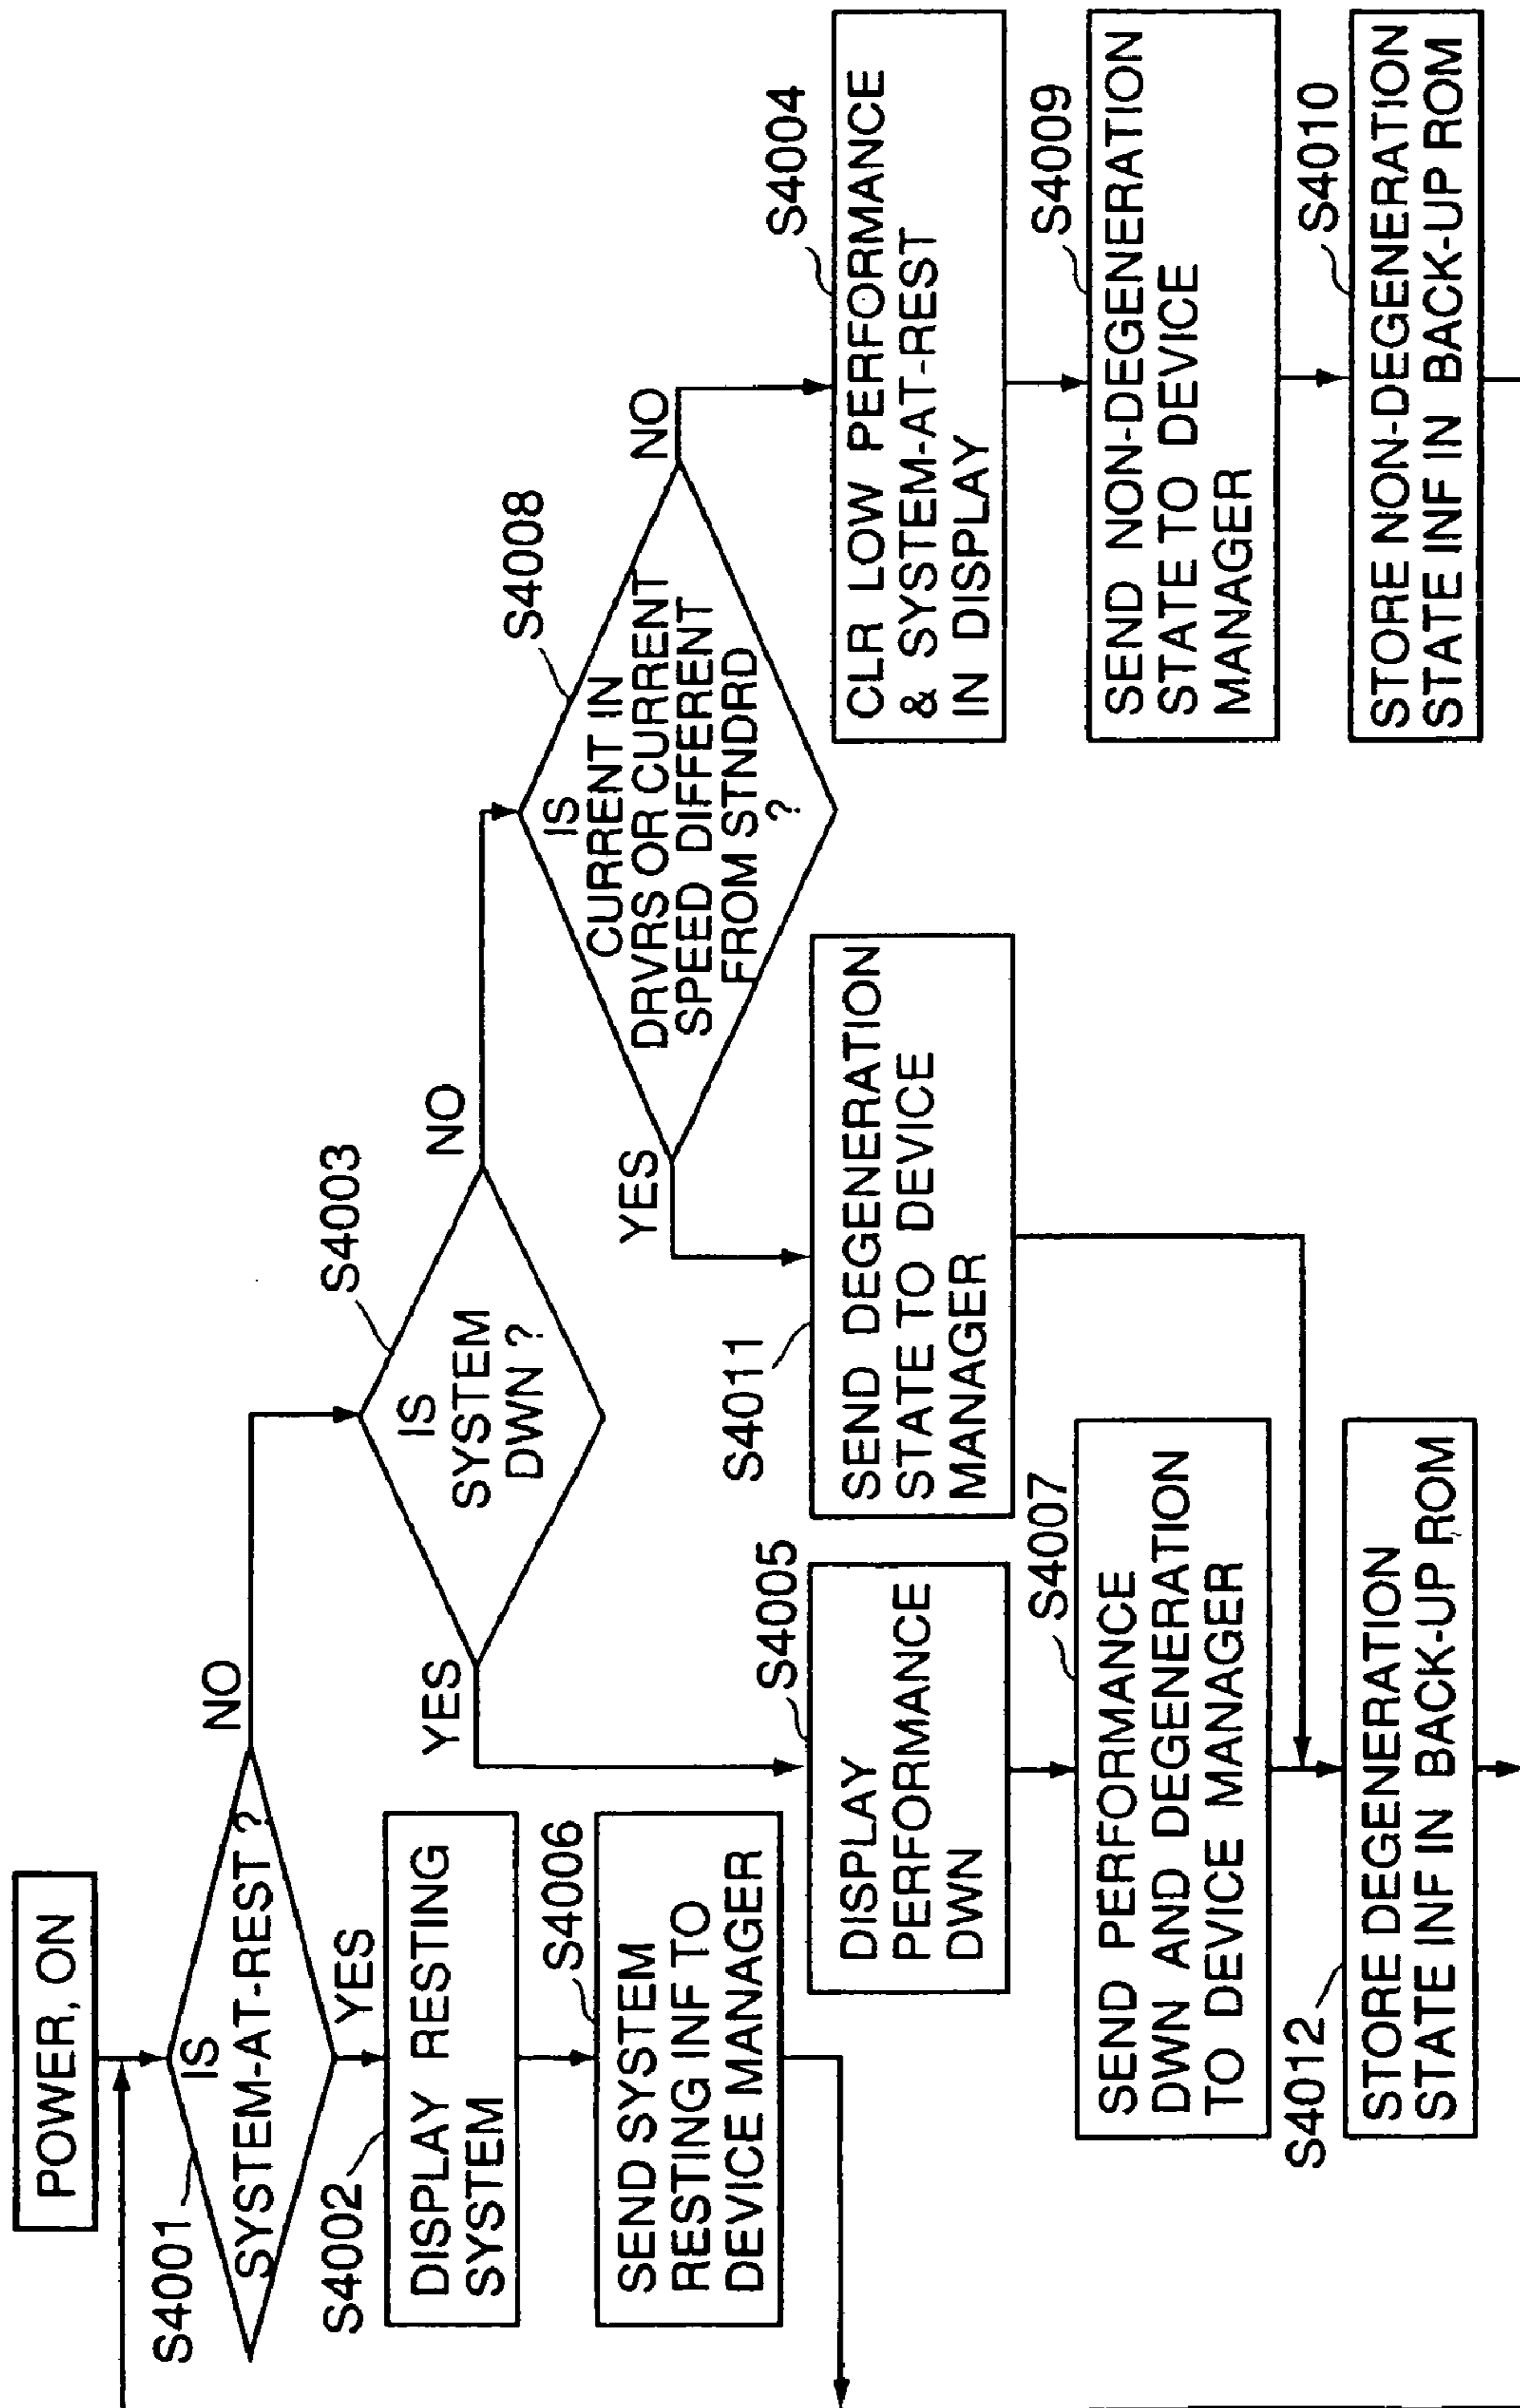 POWER, ON
S4001
IS
SYSTEM-AT-REST ?
NO
YES
S4002
DISPLAY RESTING
SYSTEM
S4006
SEND SYSTEM
RESTING INF TO
DEVICE MANAGER
S4003
IS
SYSTEM
DWN ?
NO
YES
S4005
DISPLAY
PERFORMANCE
DWN
S4007
SEND PERFORMANCE
DWN AND DEGENERATION
TO DEVICE MANAGER
S4012
STORE DEGENERATION
STATE INF IN BACK-UP ROM
S4008
IS
CURRENT IN
DRVRS OR CURRENT
SPEED DIFFERENT
FROM STNDRD
?
NO
YES
S4011
SEND DEGENERATION
STATE TO DEVICE
MANAGER
S4004
CLR LOW PERFORMANCE
& SYSTEM-AT-REST
IN DISPLAY
S4009
SEND NON-DEGENERATION
STATE TO DEVICE
MANAGER
S4010
STORE NON-DEGENERATION
STATE INF IN BACK-UP ROM